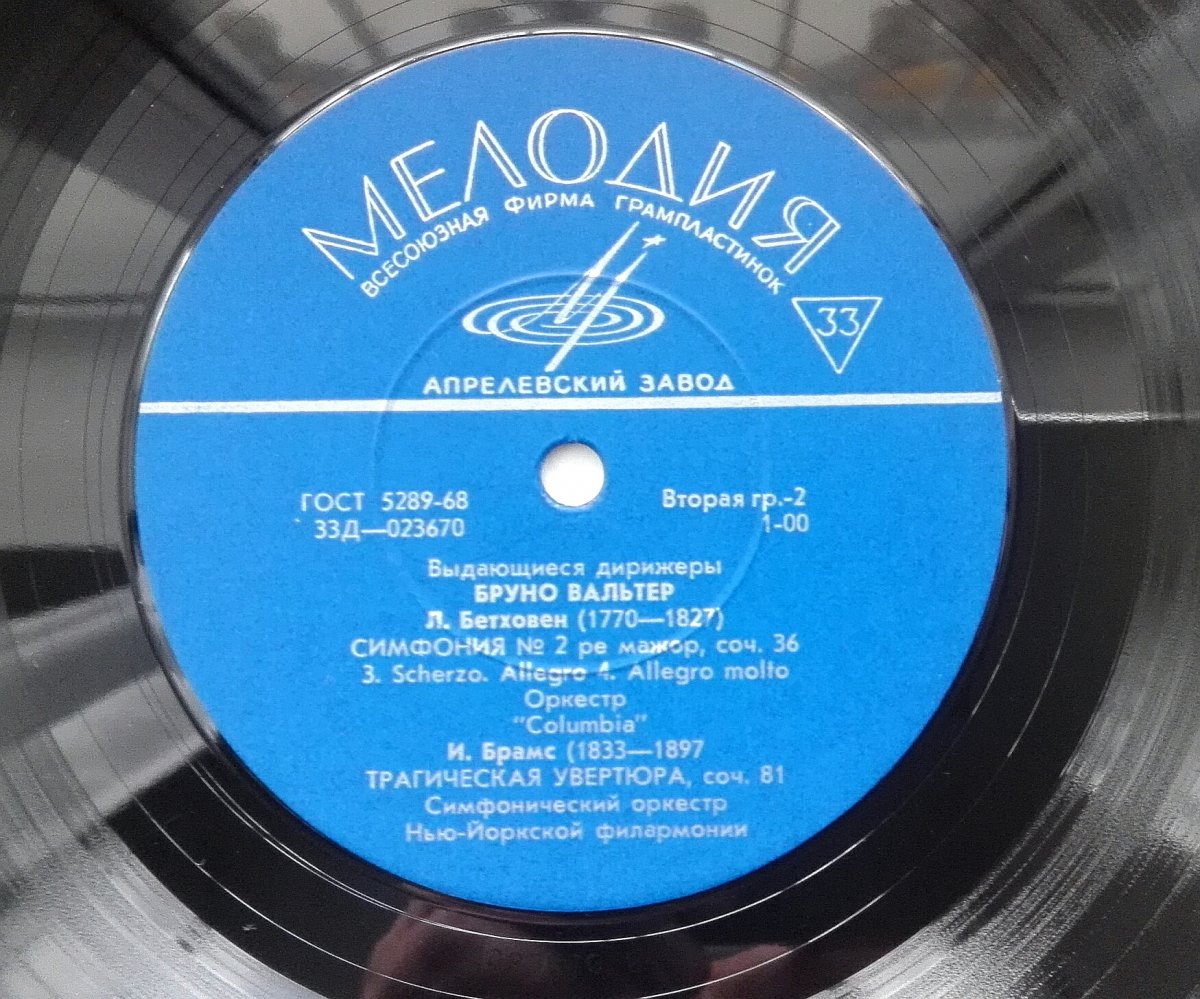 МЕЛОДИЯ
ВСЕСОЮЗНАЯ ФИРМА ГРАМПЛАСТИНОК
33
АПРЕЛЕВСКИЙ ЗАВОД
ГОСТ 5289-68 Вторая гр.-2
33Д—023670 1-00
Выдающиеся дирижеры
БРУНО ВАЛЬТЕР
Л. Бетховен (1770—1827)
СИМФОНИЯ № 2 ре мажор, соч. 36
3. Scherzo. Allegro 4. Allegro molto
Оркестр
"Columbia"
И. Брамс (1833—1897
ТРАГИЧЕСКАЯ УВЕРТЮРА, соч. 81
Симфонический оркестр
Нью-Йоркской филармонии